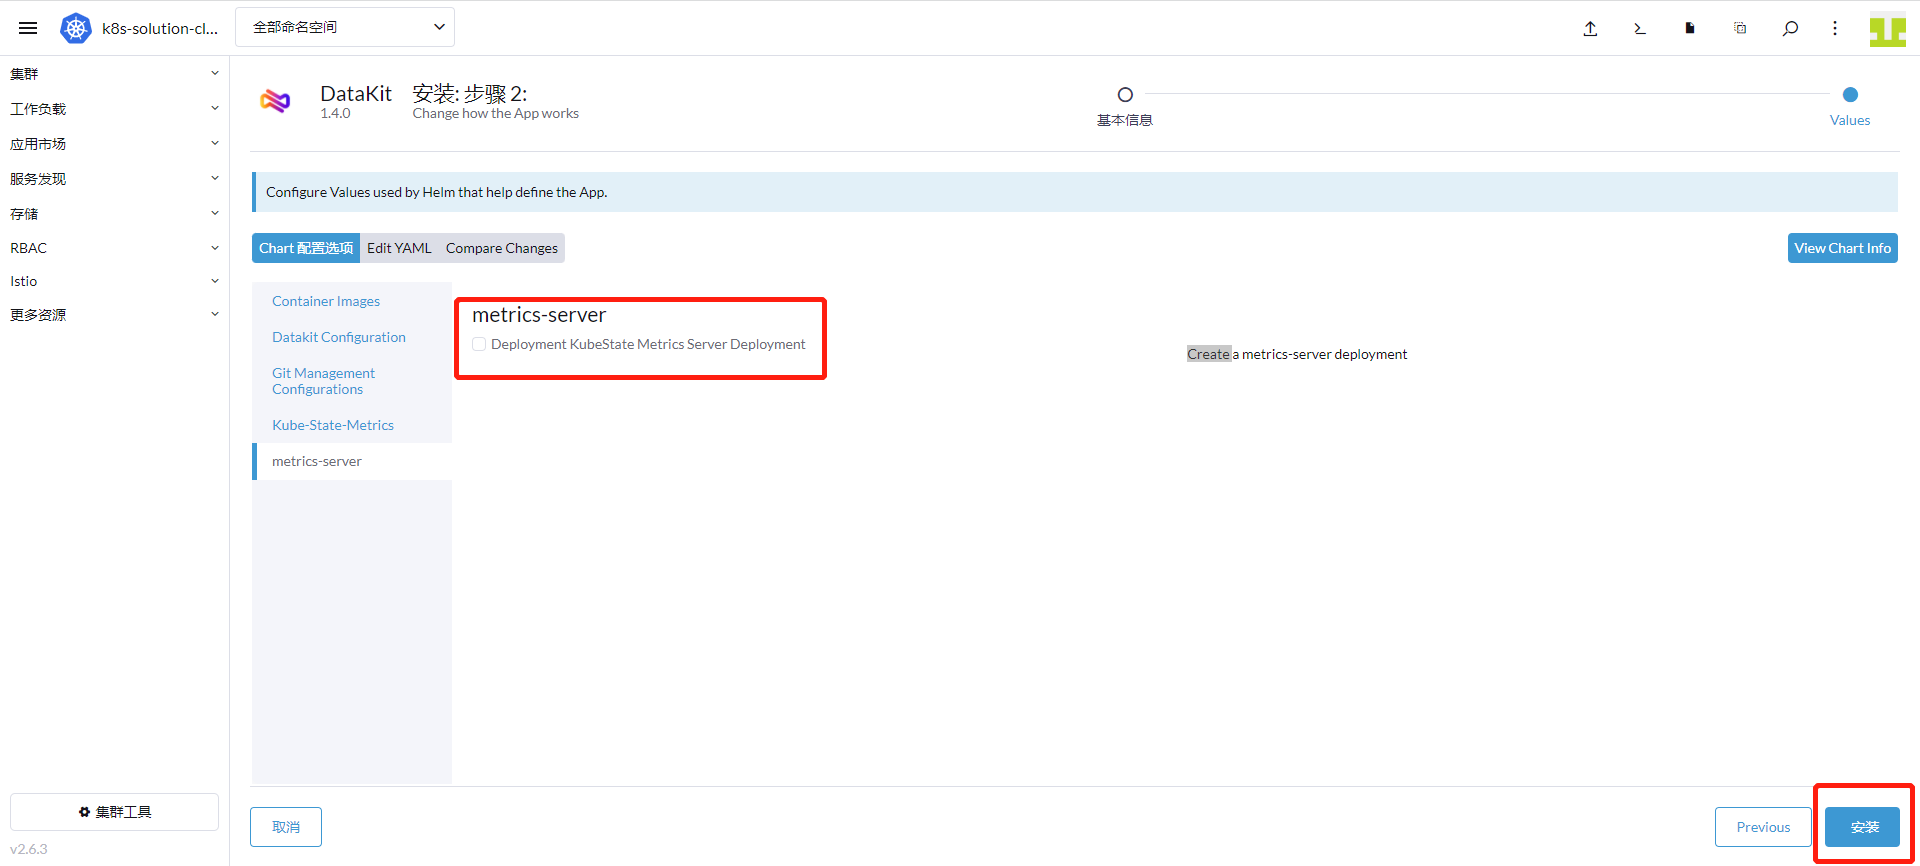 k8s-solution-cl...
全部命名空间
集群
工作负载
应用市场
服务发现
存储
RBAC
Istio
更多资源
集群工具
v2.6.3
DataKit
1.4.0
安装: 步骤 2:
Change how the App works
基本信息
Values
Configure Values used by Helm that help define the App.
Chart 配置选项
Edit YAML
Compare Changes
View Chart Info
Container Images
Datakit Configuration
Git Management
Configurations
Kube-State-Metrics
metrics-server
metrics-server
Deployment KubeState Metrics Server Deployment
Create a metrics-server deployment
取消
Previous
安装